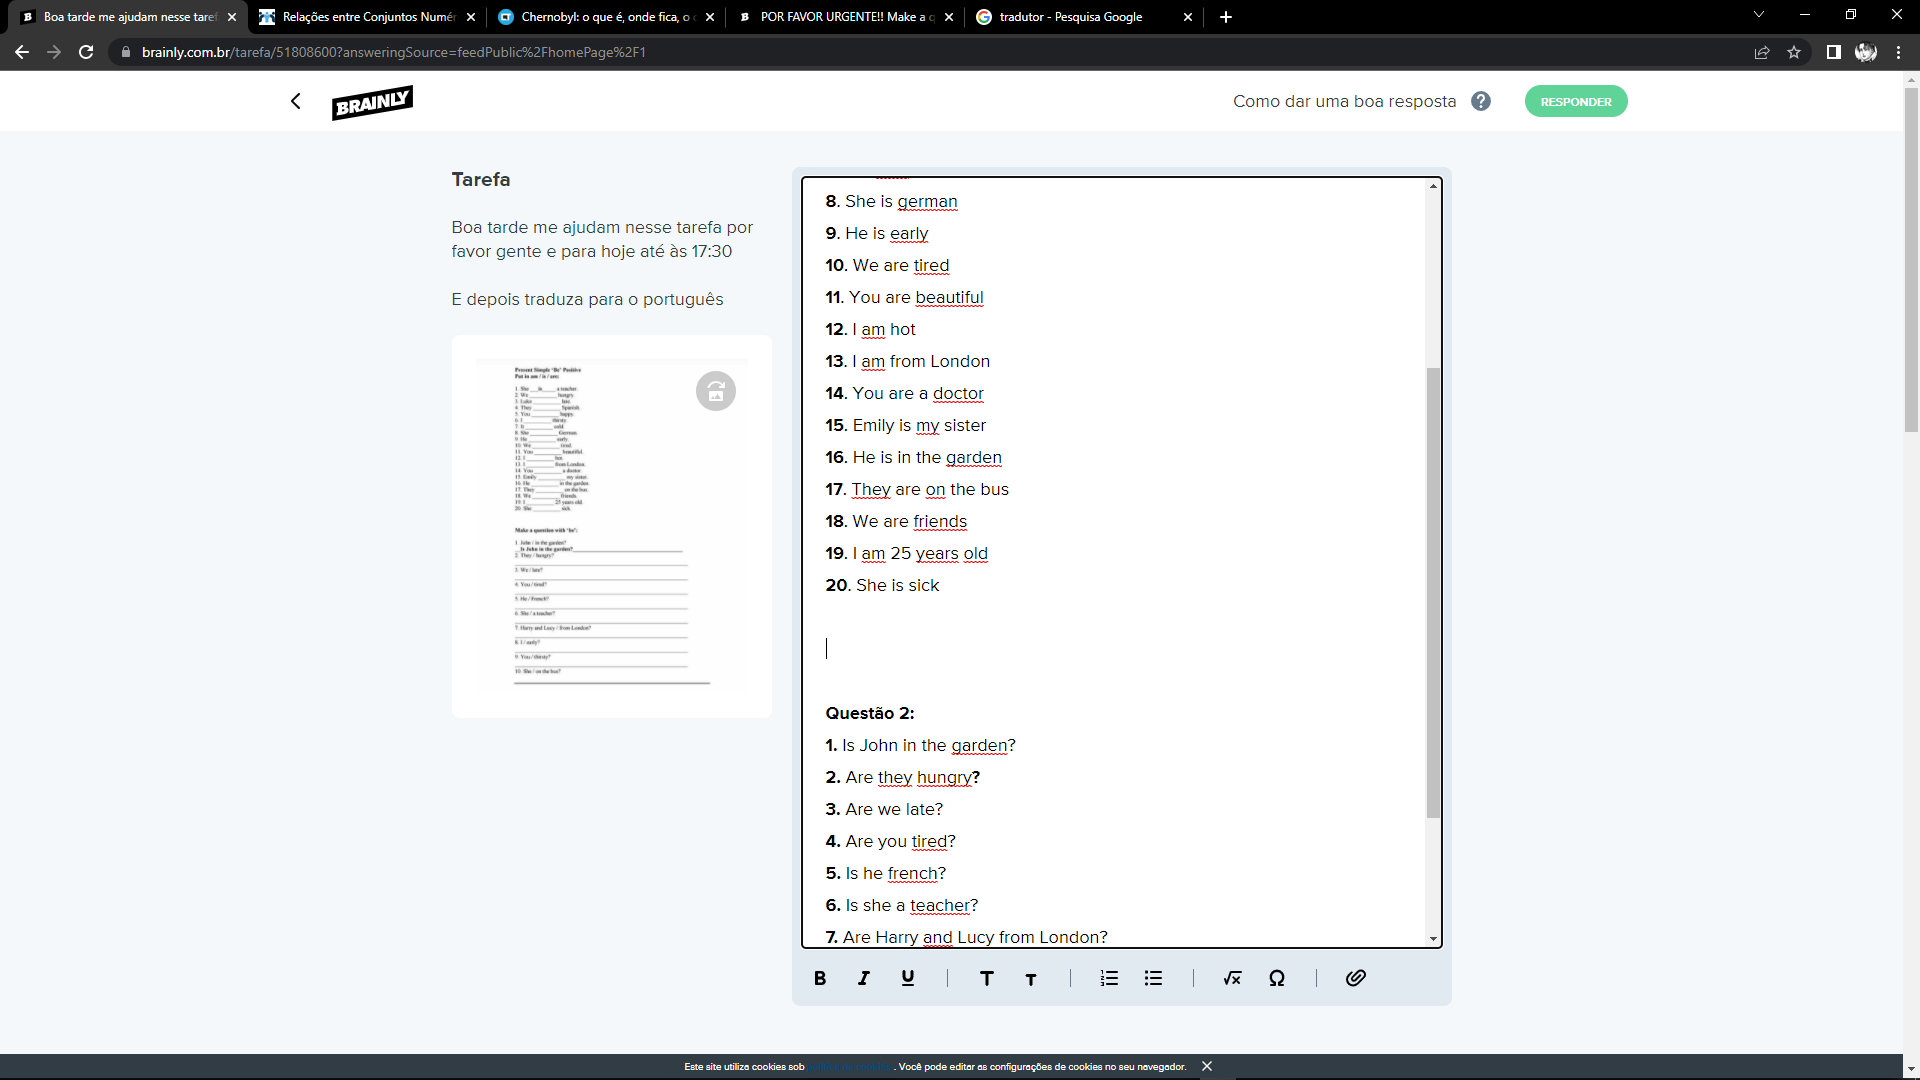 Boa tarde me ajudam nesse taref
Relações entre Conjuntos Numér
Chernobyl: o que é, onde fica, o
POR FAVOR URGENTE!! Make a q
tradutor - Pesquisa Google
brainly.com.br/tarefa/51808600?answeringSource=feedPublic%2FhomePage%2F1
BRAINLY
Como dar uma boa resposta
RESPONDER
Tarefa
Boa tarde me ajudam nesse tarefa por
favor gente e para hoje até às 17:30
E depois traduza para o português
Present Simple 'Be' Positive
Put in am / is / are:
1. She __is____ a teacher.
2. We ________ hungry.
3. Luke ________ late.
4. They ________ Spanish.
5. You ________ happy.
6. I ________ thirsty.
7. It ________ cold.
8. She ________ German.
9. He ________ early.
10. We ________ tired.
11. You ________ beautiful.
12. I ________ hot.
13. I ________ from London.
14. You ________ a doctor.
15. Emily ________ my sister.
16. He ________ in the garden.
17. They ________ on the bus.
18. We ________ friends.
19. I ________ 25 years old.
20. She ________ sick.
Make a question with 'be':
1. John / in the garden?
Is John in the garden?
2. They / hungry?
3. We / late?
4. You / tired?
5. He / French?
6. She / a teacher?
7. Harry and Lucy / from London?
8. I / early?
9. You / thirsty?
10. She / on the bus?
8. She is german
9. He is early
10. We are tired
11. You are beautiful
12. I am hot
13. I am from London
14. You are a doctor
15. Emily is my sister
16. He is in the garden
17. They are on the bus
18. We are friends
19. I am 25 years old
20. She is sick
Questão 2:
1. Is John in the garden?
2. Are they hungry?
3. Are we late?
4. Are you tired?
5. Is he french?
6. Is she a teacher?
7. Are Harry and Lucy from London?
Este site utiliza cookies sob . Você pode editar as configurações de cookies no seu navegador.